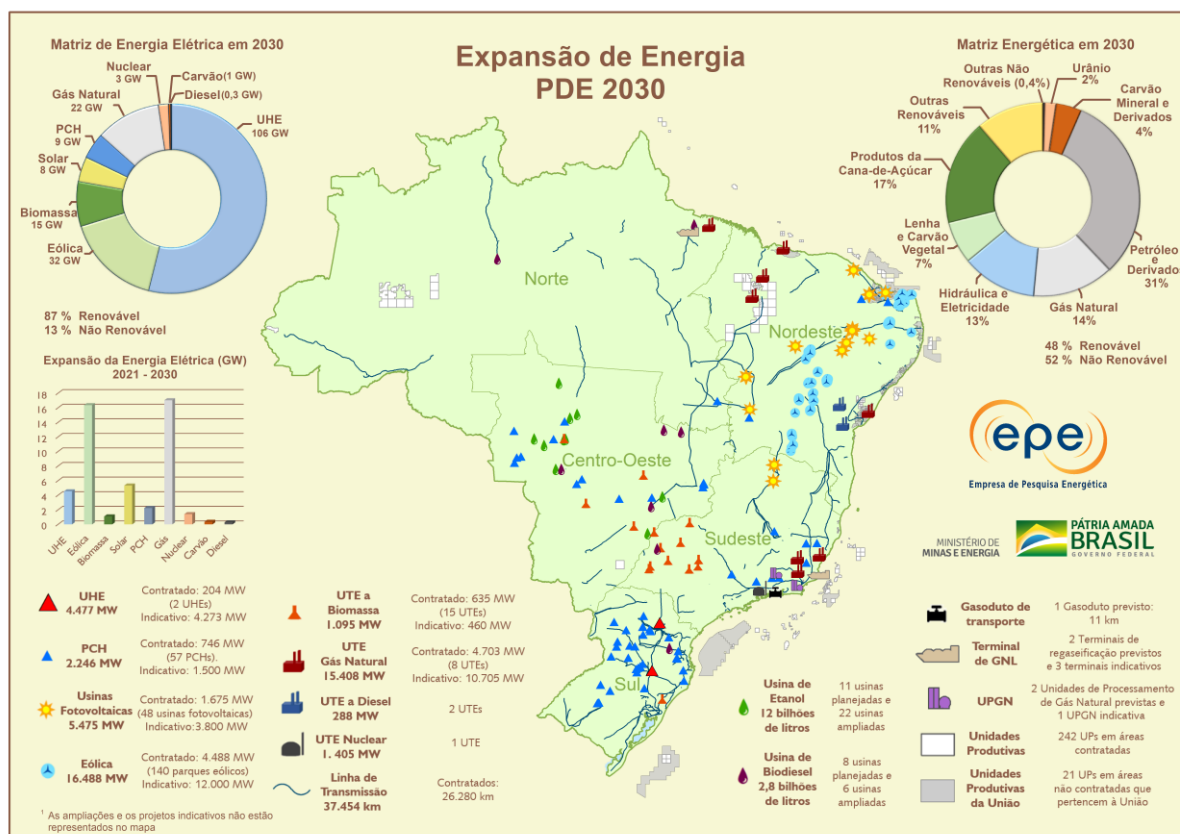 Expansão de Energia
PDE 2030
Matriz de Energia Elétrica em 2030
Nuclear
3 GW
Carvão(1 GW)
Diesel(0,3 GW)
Gás Natural
22 GW
UHE
106 GW
PCH
9 GW
Solar
8 GW
Biomassa
15 GW
Eólica
32 GW
87 % Renovável
13 % Não Renovável
Matriz Energética em 2030
Outras Não
Renováveis (0,4%)
Urânio
2%
Carvão
Mineral e
Derivados
4%
Outras
Renováveis
11%
Produtos da
Cana-de-Açúcar
17%
Lenha e
Carvão
Vegetal
7%
Petróleo e
Derivados
31%
Hidráulica e
Eletricidade
13%
Gás Natural
14%
48 % Renovável
52 % Não Renovável
Expansão da Energia Elétrica (GW)
2021 - 2030
18
16
14
12
10
8
6
4
2
0
UHE
Eólica
Biomassa
Solar
PCH
Gás
Nuclear
Carvão
Diesel
Norte
Nordeste
Centro-Oeste
Sudeste
Sul
epe
Empresa de Pesquisa Energética
MINISTÉRIO DE
MINAS E ENERGIA
PÁTRIA AMADA
BRASIL
GOVERNO FEDERAL
UHE
4.477 MW
Contratado: 204 MW
(2 UHEs)
Indicativo: 4.273 MW
PCH
2.246 MW
Contratado: 746 MW
(57 PCHs).
Indicativo: 1.500 MW
Usinas
Fotovoltaicas
5.475 MW
Contratado: 1.675 MW
(48 usinas fotovoltaicas)
Indicativo:3.800 MW
Eólica
16.488 MW
Contratado: 4.488 MW
(140 parques eólicos)
Indicativo: 12.000 MW
UTE a
Biomassa
1.095 MW
Contratado: 635 MW
(15 UTEs)
Indicativo: 460 MW
UTE
Gás Natural
15.408 MW
Contratado: 4.703 MW
(8 UTEs)
Indicativo: 10.705 MW
UTE a Diesel
288 MW
2 UTEs
UTE Nuclear
1. 405 MW
1 UTE
Linha de
Transmissão
37.454 km
Contratados:
26.280 km
Usina de
Etanol
12 bilhões
de litros
11 usinas
planejadas e
22 usinas
ampliadas
Usina de
Biodiesel
2,8 bilhões
de litros
8 usinas
planejadas e
6 usinas
ampliadas
Gasoduto de
transporte
1 Gasoduto previsto:
11 km
Terminal
de GNL
2 Terminais de
regaseificação previstos
e 3 terminais indicativos
UPGN
2 Unidades de Processamento
de Gás Natural previstas e
1 UPGN indicativa
Unidades
Produtivas
242 UPs em áreas
contratadas
Unidades
Produtivas
da União
21 UPs em áreas
não contratadas que
pertencem à União
1 As ampliações e os projetos indicativos não estão
representados no mapa